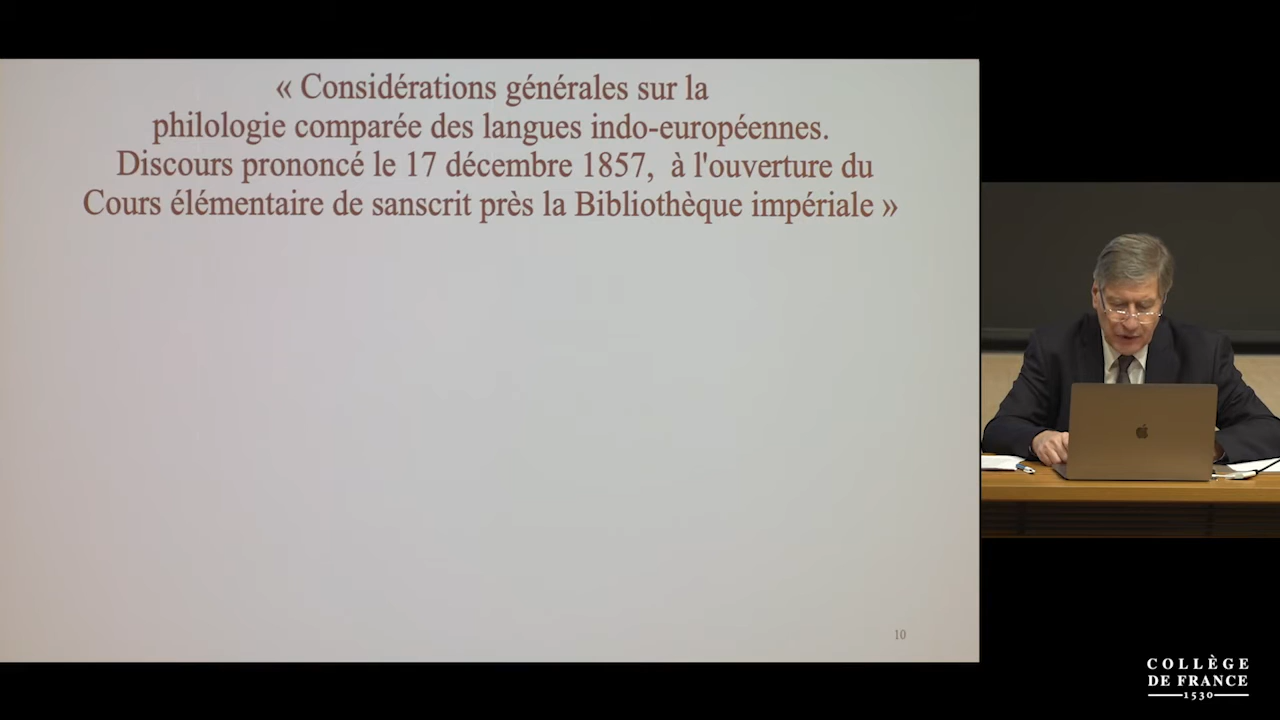 « Considérations générales sur la
philologie comparée des langues indo-européennes.
Discours prononcé le 17 décembre 1857, à l'ouverture du
Cours élémentaire de sanscrit près la Bibliothèque impériale »
10
COLLÈGE
DE FRANCE
1530